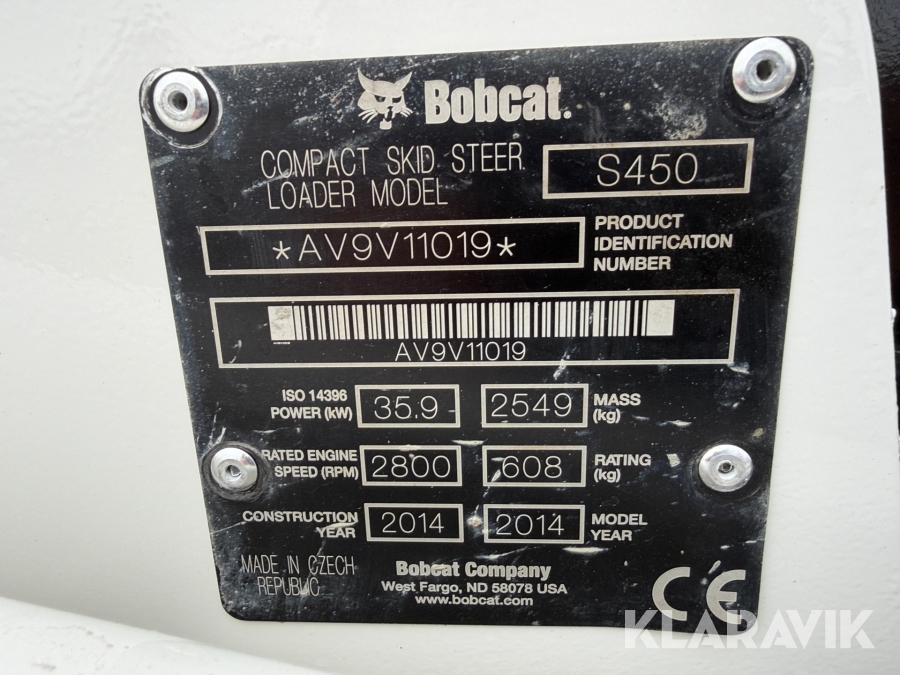 Bobcat.
COMPACT SKID STEER
LOADER MODEL
S450
*AV9V11019*
PRODUCT
IDENTIFICATION
NUMBER
AV9V11019
ISO 14396
POWER (kW)
35.9
2549
MASS
(kg)
RATED ENGINE
SPEED (RPM)
2800
608
RATING
(kg)
CONSTRUCTION
YEAR
2014
2014
MODEL
YEAR
MADE IN CZECH
REPUBLIC
Bobcat Company
West Fargo, ND 58078 USA
www.bobcat.com
CE
KLARAVIK